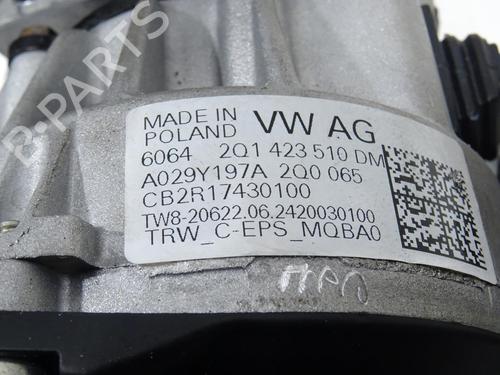 B-PARTS
MADE IN POLAND VW AG
6064 2Q1 423 510 DM
A029Y197A 2Q0 065
CB2R17430100
TW8-20622.06.2420030100
TRW_C-EPS_MQBA0